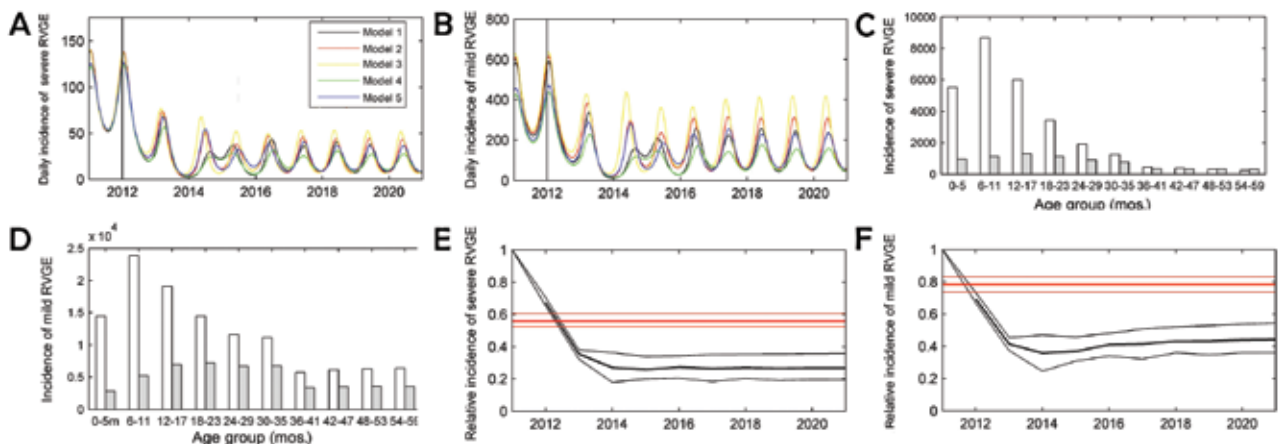 A
Daily incidence of severe RVGE
175
150
100
50
0
2012 2014 2016 2018 2020
Model 1
Model 2
Model 3
Model 4
Model 5
B
Daily incidence of mild RVGE
800
600
400
200
0
2012 2014 2016 2018 2020
C
Incidence of severe RVGE
10000
8000
6000
4000
2000
0
0-5 6-11 12-17 18-23 24-29 30-35 36-41 42-47 48-53 54-59
Age group (mos.)
D
x 10^4
Incidence of mild RVGE
2.5
2
1.5
1
0.5
0
0-5m 6-11 12-17 18-23 24-29 30-35 36-41 42-47 48-53 54-59
Age group (mos.)
E
Relative incidence of severe RVGE
1
0.8
0.6
0.4
0.2
0
2012 2014 2016 2018 2020
F
Relative incidence of mild RVGE
1
0.8
0.6
0.4
0.2
0
2012 2014 2016 2018 2020